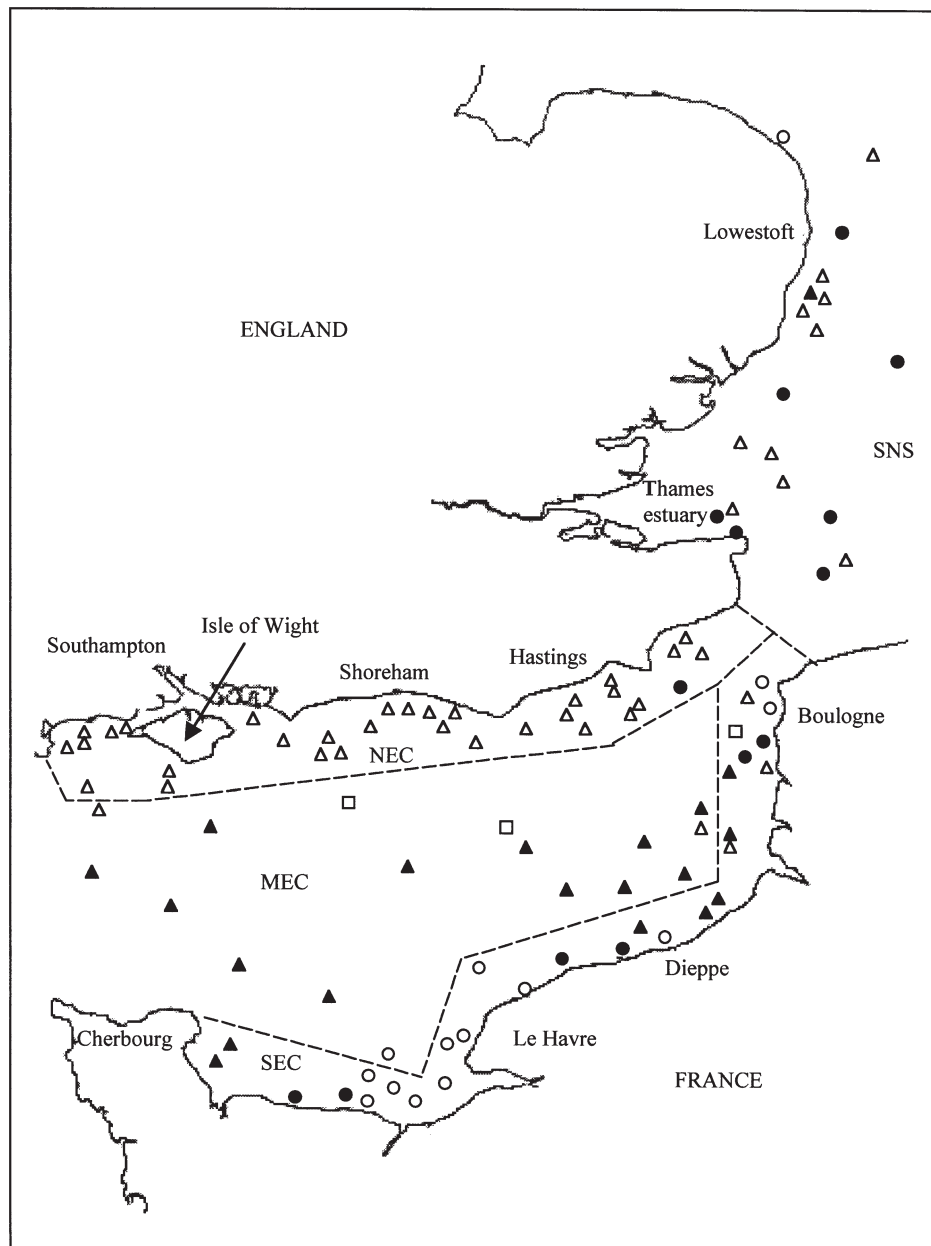 Lowestoft
ENGLAND
SNS
Thames
estuary
Isle of Wight
Southampton
Hastings
Shoreham
Boulogne
NEC
MEC
Dieppe
Cherbourg
Le Havre
SEC
FRANCE